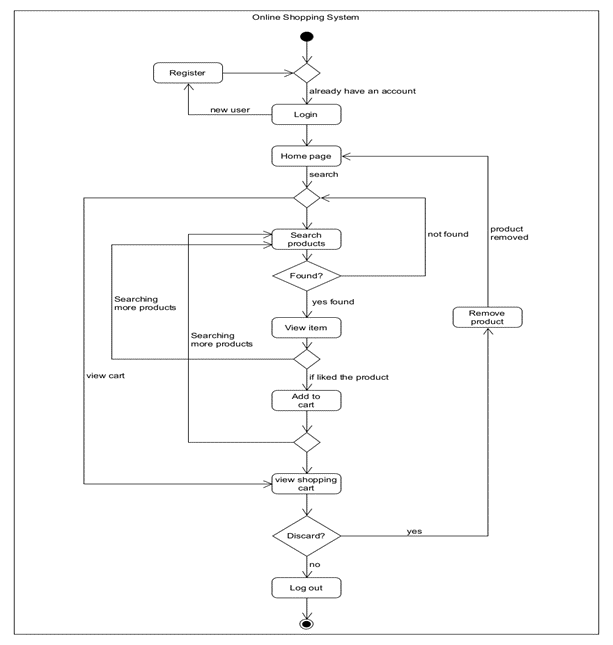 Online Shopping System
Register
already have an account
new user
Login
Home page
search
Search
products
not found
product
removed
Found?
Searching
more products
yes found
View item
Remove
product
Searching
more products
view cart
if liked the product
Add to
cart
view shopping
cart
Discard?
yes
no
Log out